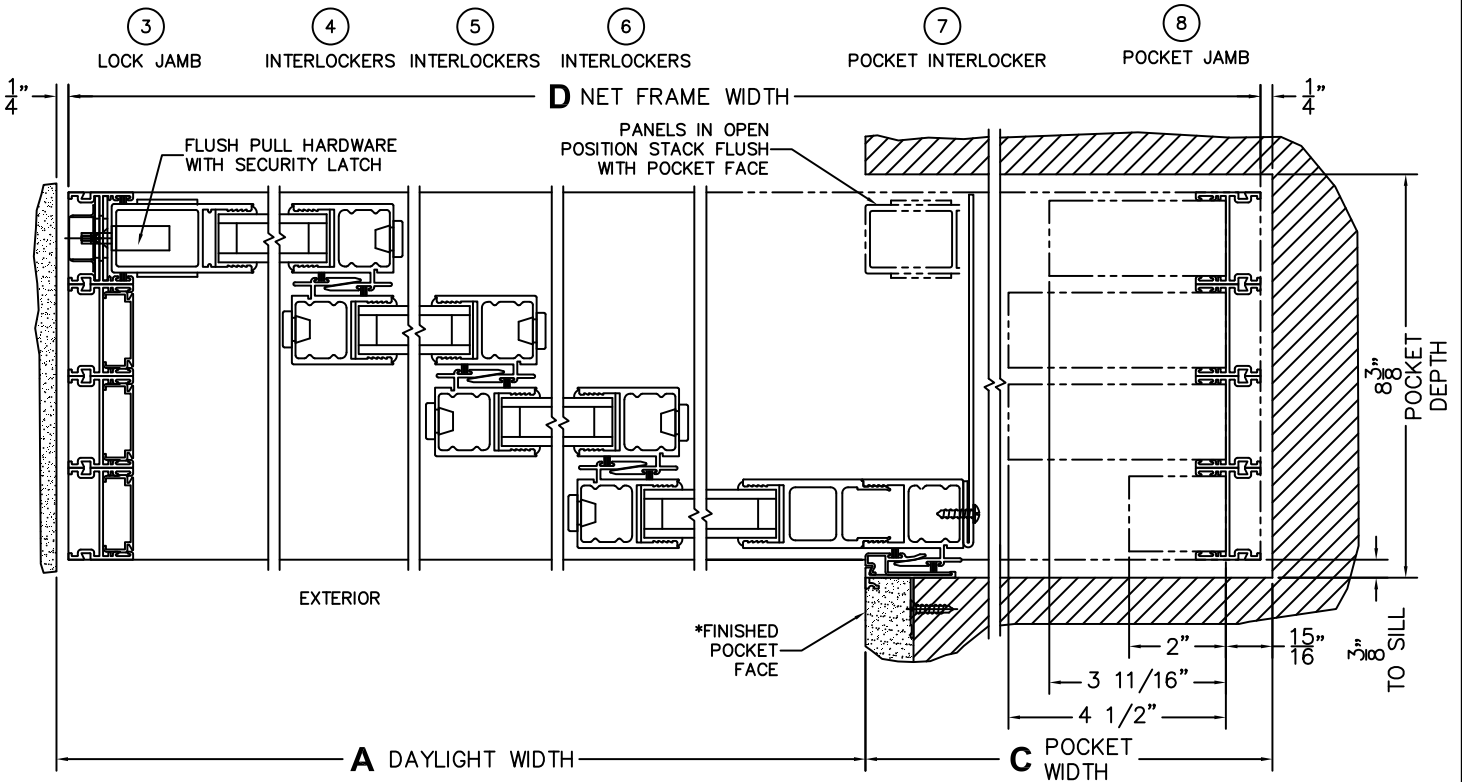 3
LOCK JAMB
4
INTERLOCKERS
5
INTERLOCKERS
6
INTERLOCKERS
7
POCKET INTERLOCKER
8
POCKET JAMB
1/4"
D NET FRAME WIDTH
1/4"
FLUSH PULL HARDWARE
WITH SECURITY LATCH
PANELS IN OPEN
POSITION STACK FLUSH
WITH POCKET FACE
8 3/8"
POCKET
DEPTH
EXTERIOR
*FINISHED
POCKET
FACE
2"
15/16"
3/8"
TO SILL
3 11/16"
4 1/2"
A DAYLIGHT WIDTH
C POCKET
WIDTH